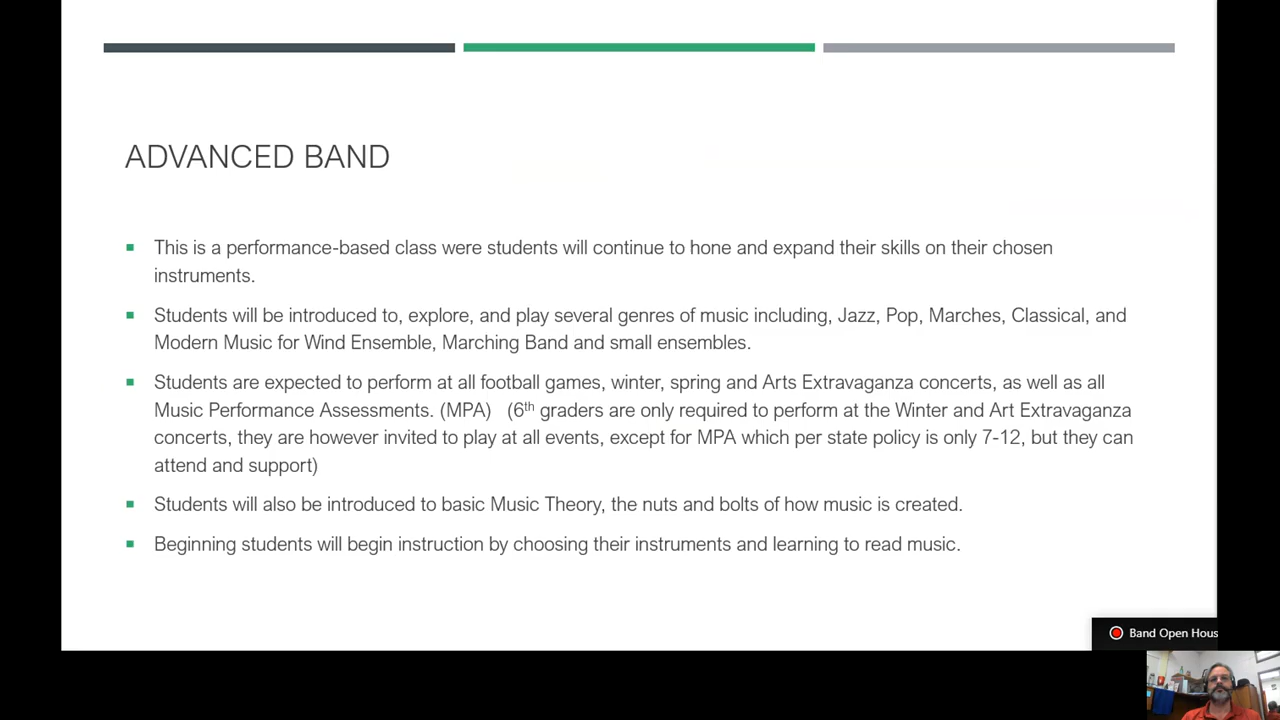 ADVANCED BAND
This is a performance-based class were students will continue to hone and expand their skills on their chosen
instruments.
Students will be introduced to, explore, and play several genres of music including, Jazz, Pop, Marches, Classical, and
Modern Music for Wind Ensemble, Marching Band and small ensembles.
Students are expected to perform at all football games, winter, spring and Arts Extravaganza concerts, as well as all
Music Performance Assessments. (MPA) (6th graders are only required to perform at the Winter and Art Extravaganza
concerts, they are however invited to play at all events, except for MPA which per state policy is only 7-12, but they can
attend and support)
Students will also be introduced to basic Music Theory, the nuts and bolts of how music is created.
Beginning students will begin instruction by choosing their instruments and learning to read music.
Band Open Hous